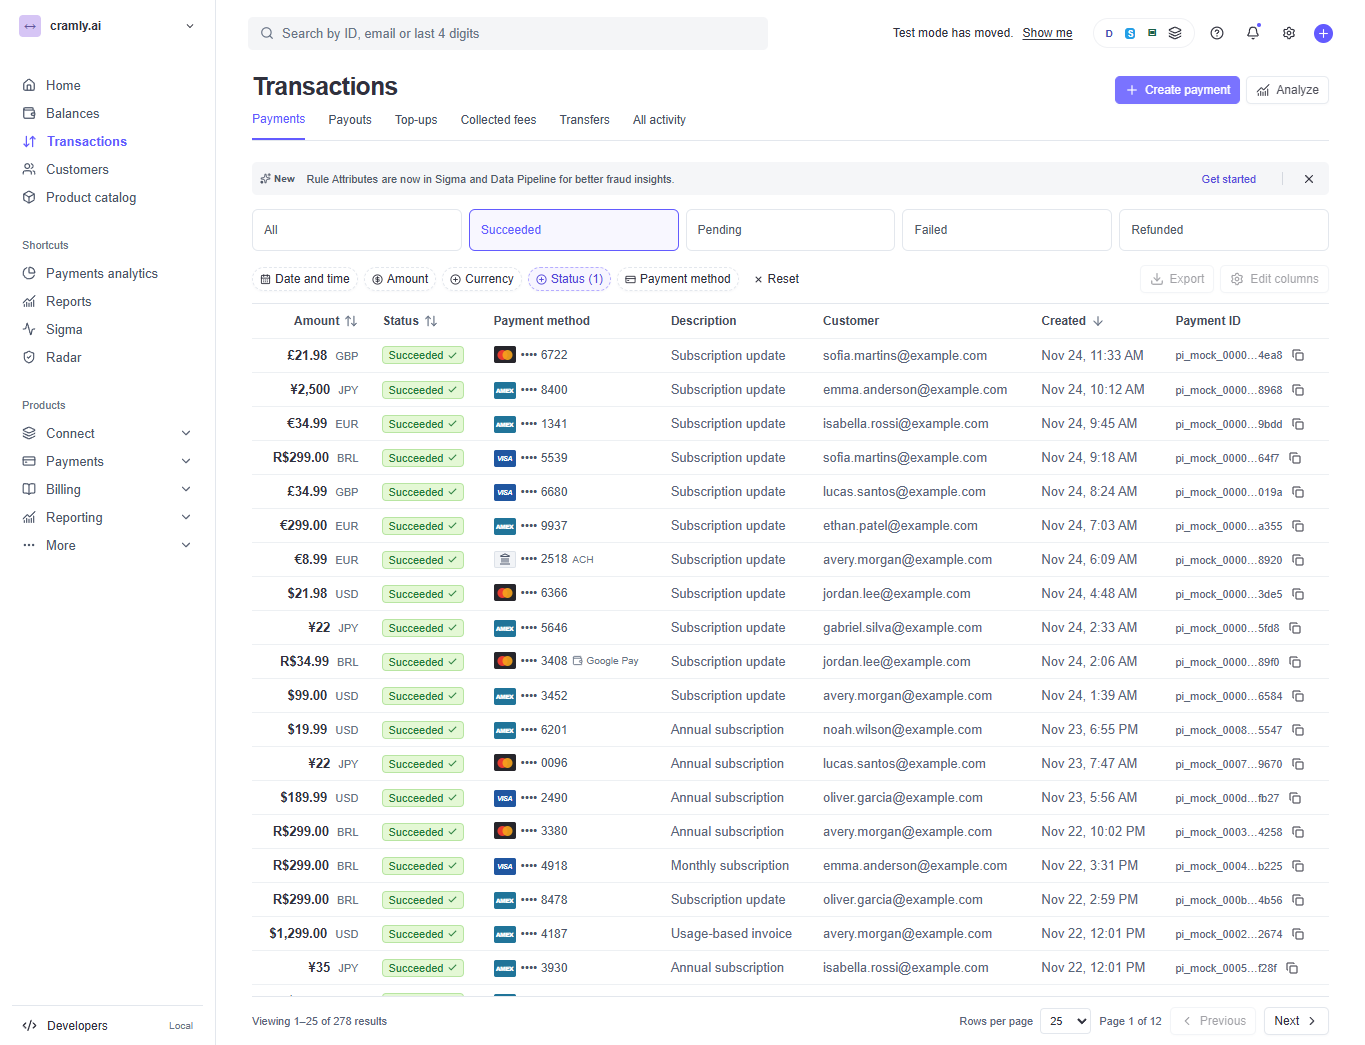 cramly.ai
Search by ID, email or last 4 digits
Test mode has moved. Show me
D S
Home
Balances
Transactions
Customers
Product catalog
Shortcuts
Payments analytics
Reports
Sigma
Radar
Products
Connect
Payments
Billing
Reporting
More
Developers Local
Transactions
Create payment Analyze
Payments Payouts Top-ups Collected fees Transfers All activity
New Rule Attributes are now in Sigma and Data Pipeline for better fraud insights. Get started
All Succeeded Pending Failed Refunded
Date and time Amount Currency Status (1) Payment method Reset Export Edit columns
Amount Status Payment method Description Customer Created Payment ID
£21.98 GBP Succeeded •••• 6722 Subscription update sofia.martins@example.com Nov 24, 11:33 AM pi_mock_0000...4ea8
¥2,500 JPY Succeeded AMEX •••• 8400 Subscription update emma.anderson@example.com Nov 24, 10:12 AM pi_mock_0000...8968
€34.99 EUR Succeeded AMEX •••• 1341 Subscription update isabella.rossi@example.com Nov 24, 9:45 AM pi_mock_0000...9bdd
R$299.00 BRL Succeeded VISA •••• 5539 Subscription update sofia.martins@example.com Nov 24, 9:18 AM pi_mock_0000...64f7
£34.99 GBP Succeeded VISA •••• 6680 Subscription update lucas.santos@example.com Nov 24, 8:24 AM pi_mock_0000...019a
€299.00 EUR Succeeded AMEX •••• 9937 Subscription update ethan.patel@example.com Nov 24, 7:03 AM pi_mock_0000...a355
€8.99 EUR Succeeded •••• 2518 ACH Subscription update avery.morgan@example.com Nov 24, 6:09 AM pi_mock_0000...8920
$21.98 USD Succeeded •••• 6366 Subscription update jordan.lee@example.com Nov 24, 4:48 AM pi_mock_0000...3de5
¥22 JPY Succeeded AMEX •••• 5646 Subscription update gabriel.silva@example.com Nov 24, 2:33 AM pi_mock_0000...5fd8
R$34.99 BRL Succeeded •••• 3408 Google Pay Subscription update jordan.lee@example.com Nov 24, 2:06 AM pi_mock_0000...89f0
$99.00 USD Succeeded AMEX •••• 3452 Subscription update avery.morgan@example.com Nov 24, 1:39 AM pi_mock_0000...6584
$19.99 USD Succeeded AMEX •••• 6201 Annual subscription noah.wilson@example.com Nov 23, 6:55 PM pi_mock_0008...5547
¥22 JPY Succeeded •••• 0096 Annual subscription lucas.santos@example.com Nov 23, 7:47 AM pi_mock_0007...9670
$189.99 USD Succeeded VISA •••• 2490 Annual subscription oliver.garcia@example.com Nov 23, 5:56 AM pi_mock_000d...fb27
R$299.00 BRL Succeeded •••• 3380 Annual subscription avery.morgan@example.com Nov 22, 10:02 PM pi_mock_0003...4258
R$299.00 BRL Succeeded VISA •••• 4918 Monthly subscription emma.anderson@example.com Nov 22, 3:31 PM pi_mock_0004...b225
R$299.00 BRL Succeeded AMEX •••• 8478 Subscription update oliver.garcia@example.com Nov 22, 2:59 PM pi_mock_000b...4b56
$1,299.00 USD Succeeded AMEX •••• 4187 Usage-based invoice avery.morgan@example.com Nov 22, 12:01 PM pi_mock_0002...2674
¥35 JPY Succeeded AMEX •••• 3930 Annual subscription isabella.rossi@example.com Nov 22, 12:01 PM pi_mock_0005...f28f
Viewing 1–25 of 278 results Rows per page 25 Page 1 of 12 Previous Next